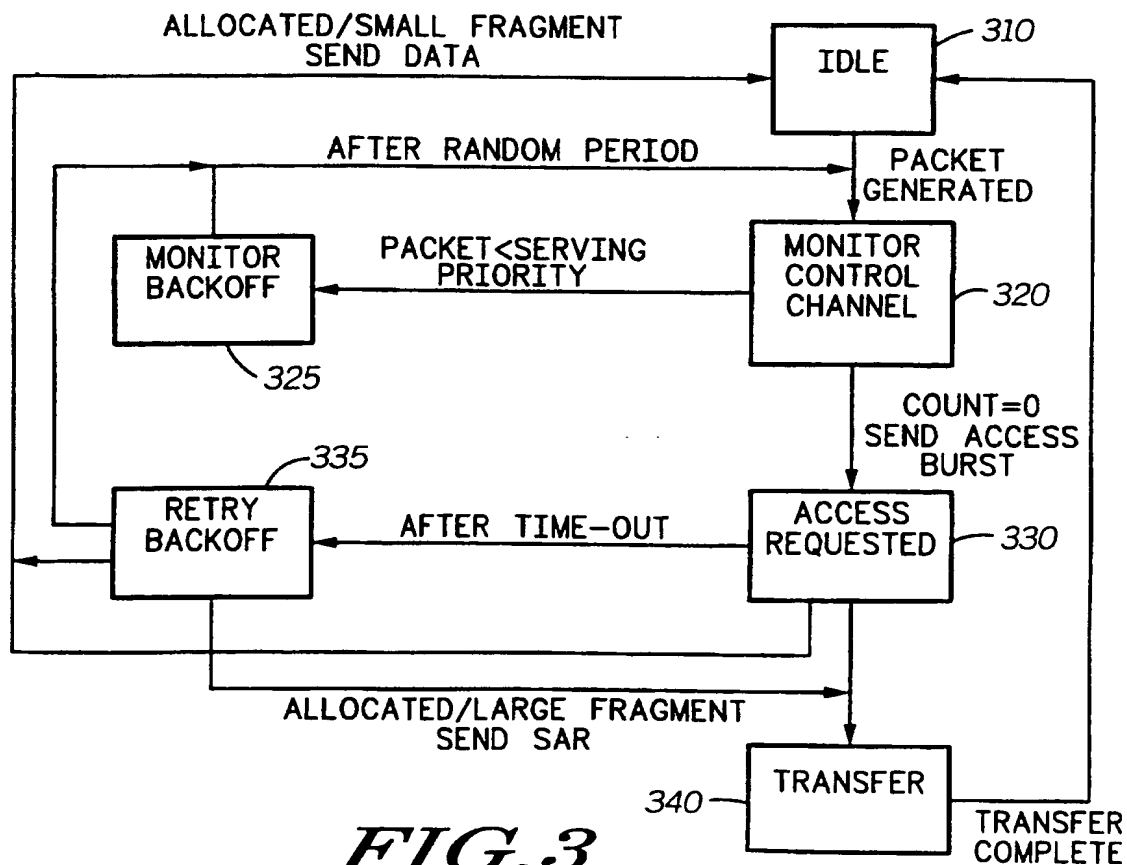 ALLOCATED/SMALL FRAGMENT
SEND DATA
IDLE
310
AFTER RANDOM PERIOD
PACKET
GENERATED
MONITOR
BACKOFF
325
PACKET<SERVING
PRIORITY
MONITOR
CONTROL
CHANNEL
320
COUNT=0
SEND ACCESS
BURST
335
RETRY
BACKOFF
AFTER TIME-OUT
ACCESS
REQUESTED
330
ALLOCATED/LARGE FRAGMENT
SEND SAR
TRANSFER
340
TRANSFER
COMPLETE
FIG.3